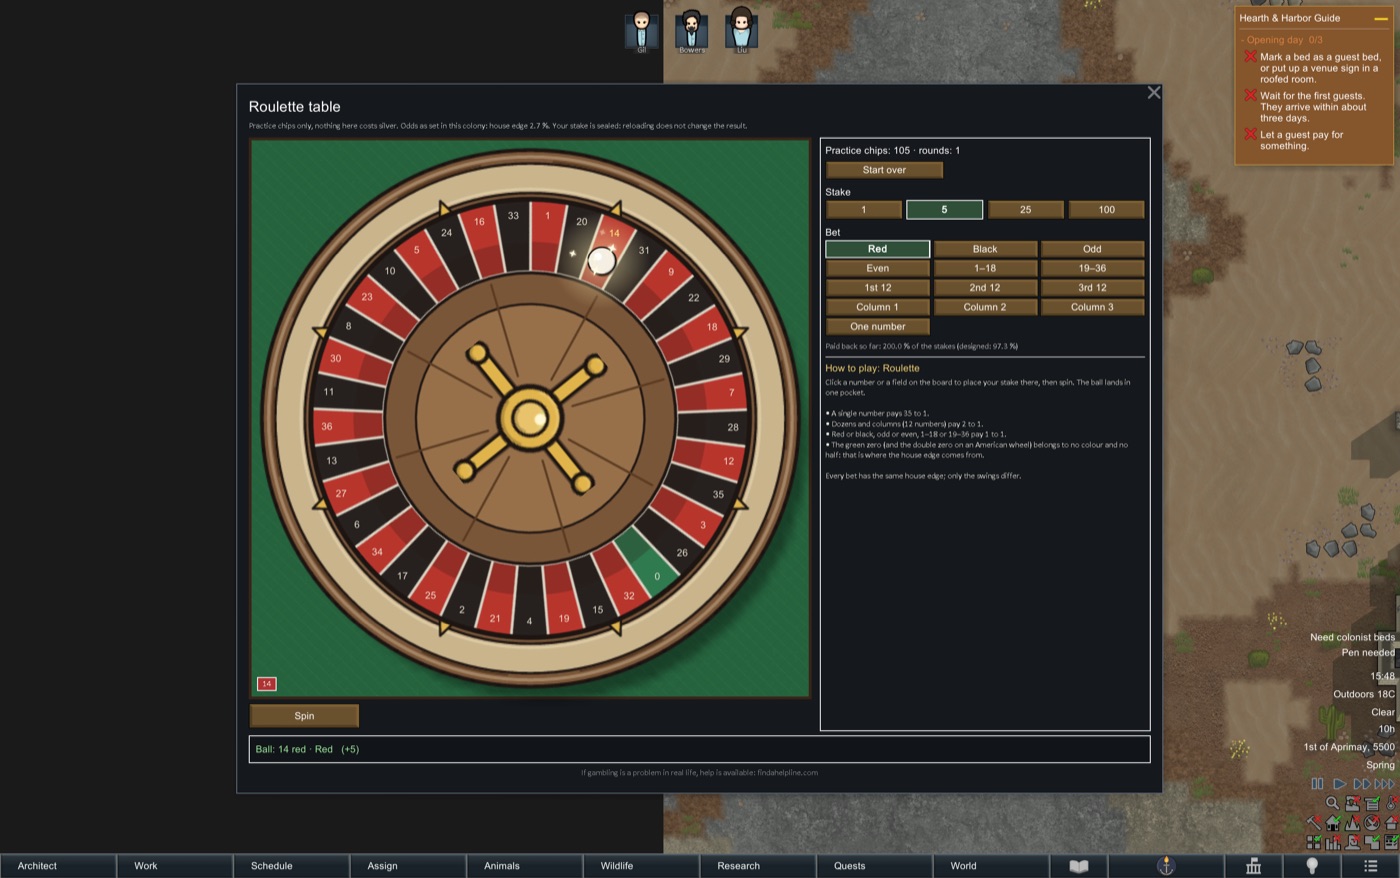 Gil
Bowers
Liu
Hearth & Harbor Guide
- Opening day 0/3
Mark a bed as a guest bed,
or put up a venue sign in a
roofed room.
Wait for the first guests.
They arrive within about
three days.
Let a guest pay for
something.
Roulette table
Practice chips only, nothing here costs silver. Odds as set in this colony: house edge 2.7 %. Your stake is sealed: reloading does not change the result.
1
20
14
31
9
22
18
29
7
28
12
35
3
26
0
32
15
19
4
21
2
25
17
34
6
27
13
36
11
30
8
23
10
5
24
16
33
14
Spin
Practice chips: 105 · rounds: 1
Start over
Stake
1 5 25 100
Bet
Red Black Odd
Even 1–18 19–36
1st 12 2nd 12 3rd 12
Column 1 Column 2 Column 3
One number
Paid back so far: 200.0 % of the stakes (designed: 97.3 %)
How to play: Roulette
Click a number or a field on the board to place your stake there, then spin. The ball lands in
one pocket.
• A single number pays 35 to 1.
• Dozens and columns (12 numbers) pay 2 to 1.
• Red or black, odd or even, 1–18 or 19–36 pay 1 to 1.
• The green zero (and the double zero on an American wheel) belongs to no colour and no
half: that is where the house edge comes from.
Every bet has the same house edge; only the swings differ.
Ball: 14 red · Red (+5)
If gambling is a problem in real life, help is available: findahelpline.com
Need colonist beds
Pen needed
15:48
Outdoors 18C
Clear
10h
1st of Aprimay, 5500
Spring
Architect Work Schedule Assign Animals Wildlife Research Quests World